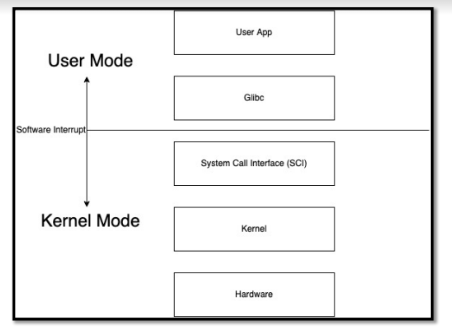 User App
User Mode
Glibc
Software Interrupt
System Call Interface (SCI)
Kernel Mode
Kernel
Hardware